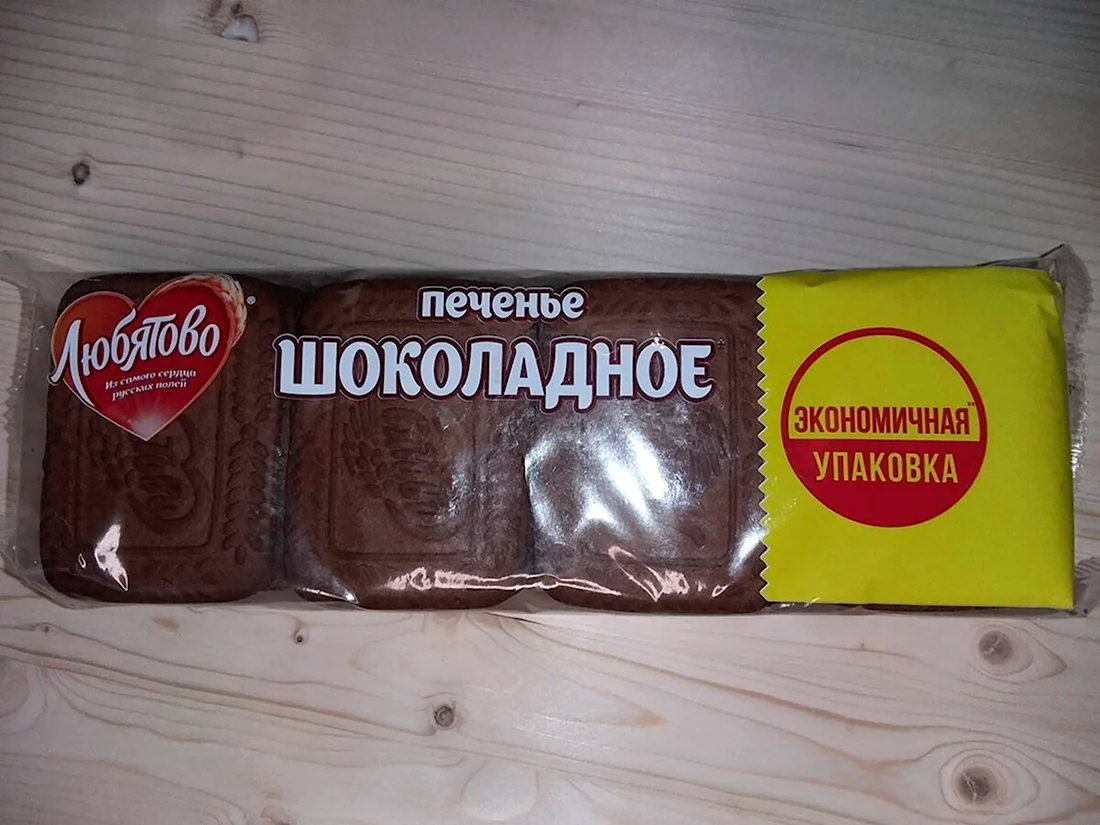 Любятово
Из самого сердца
русских полей
печенье
ШОКОЛАДНОЕ
ЭКОНОМИЧНАЯ
УПАКОВКА